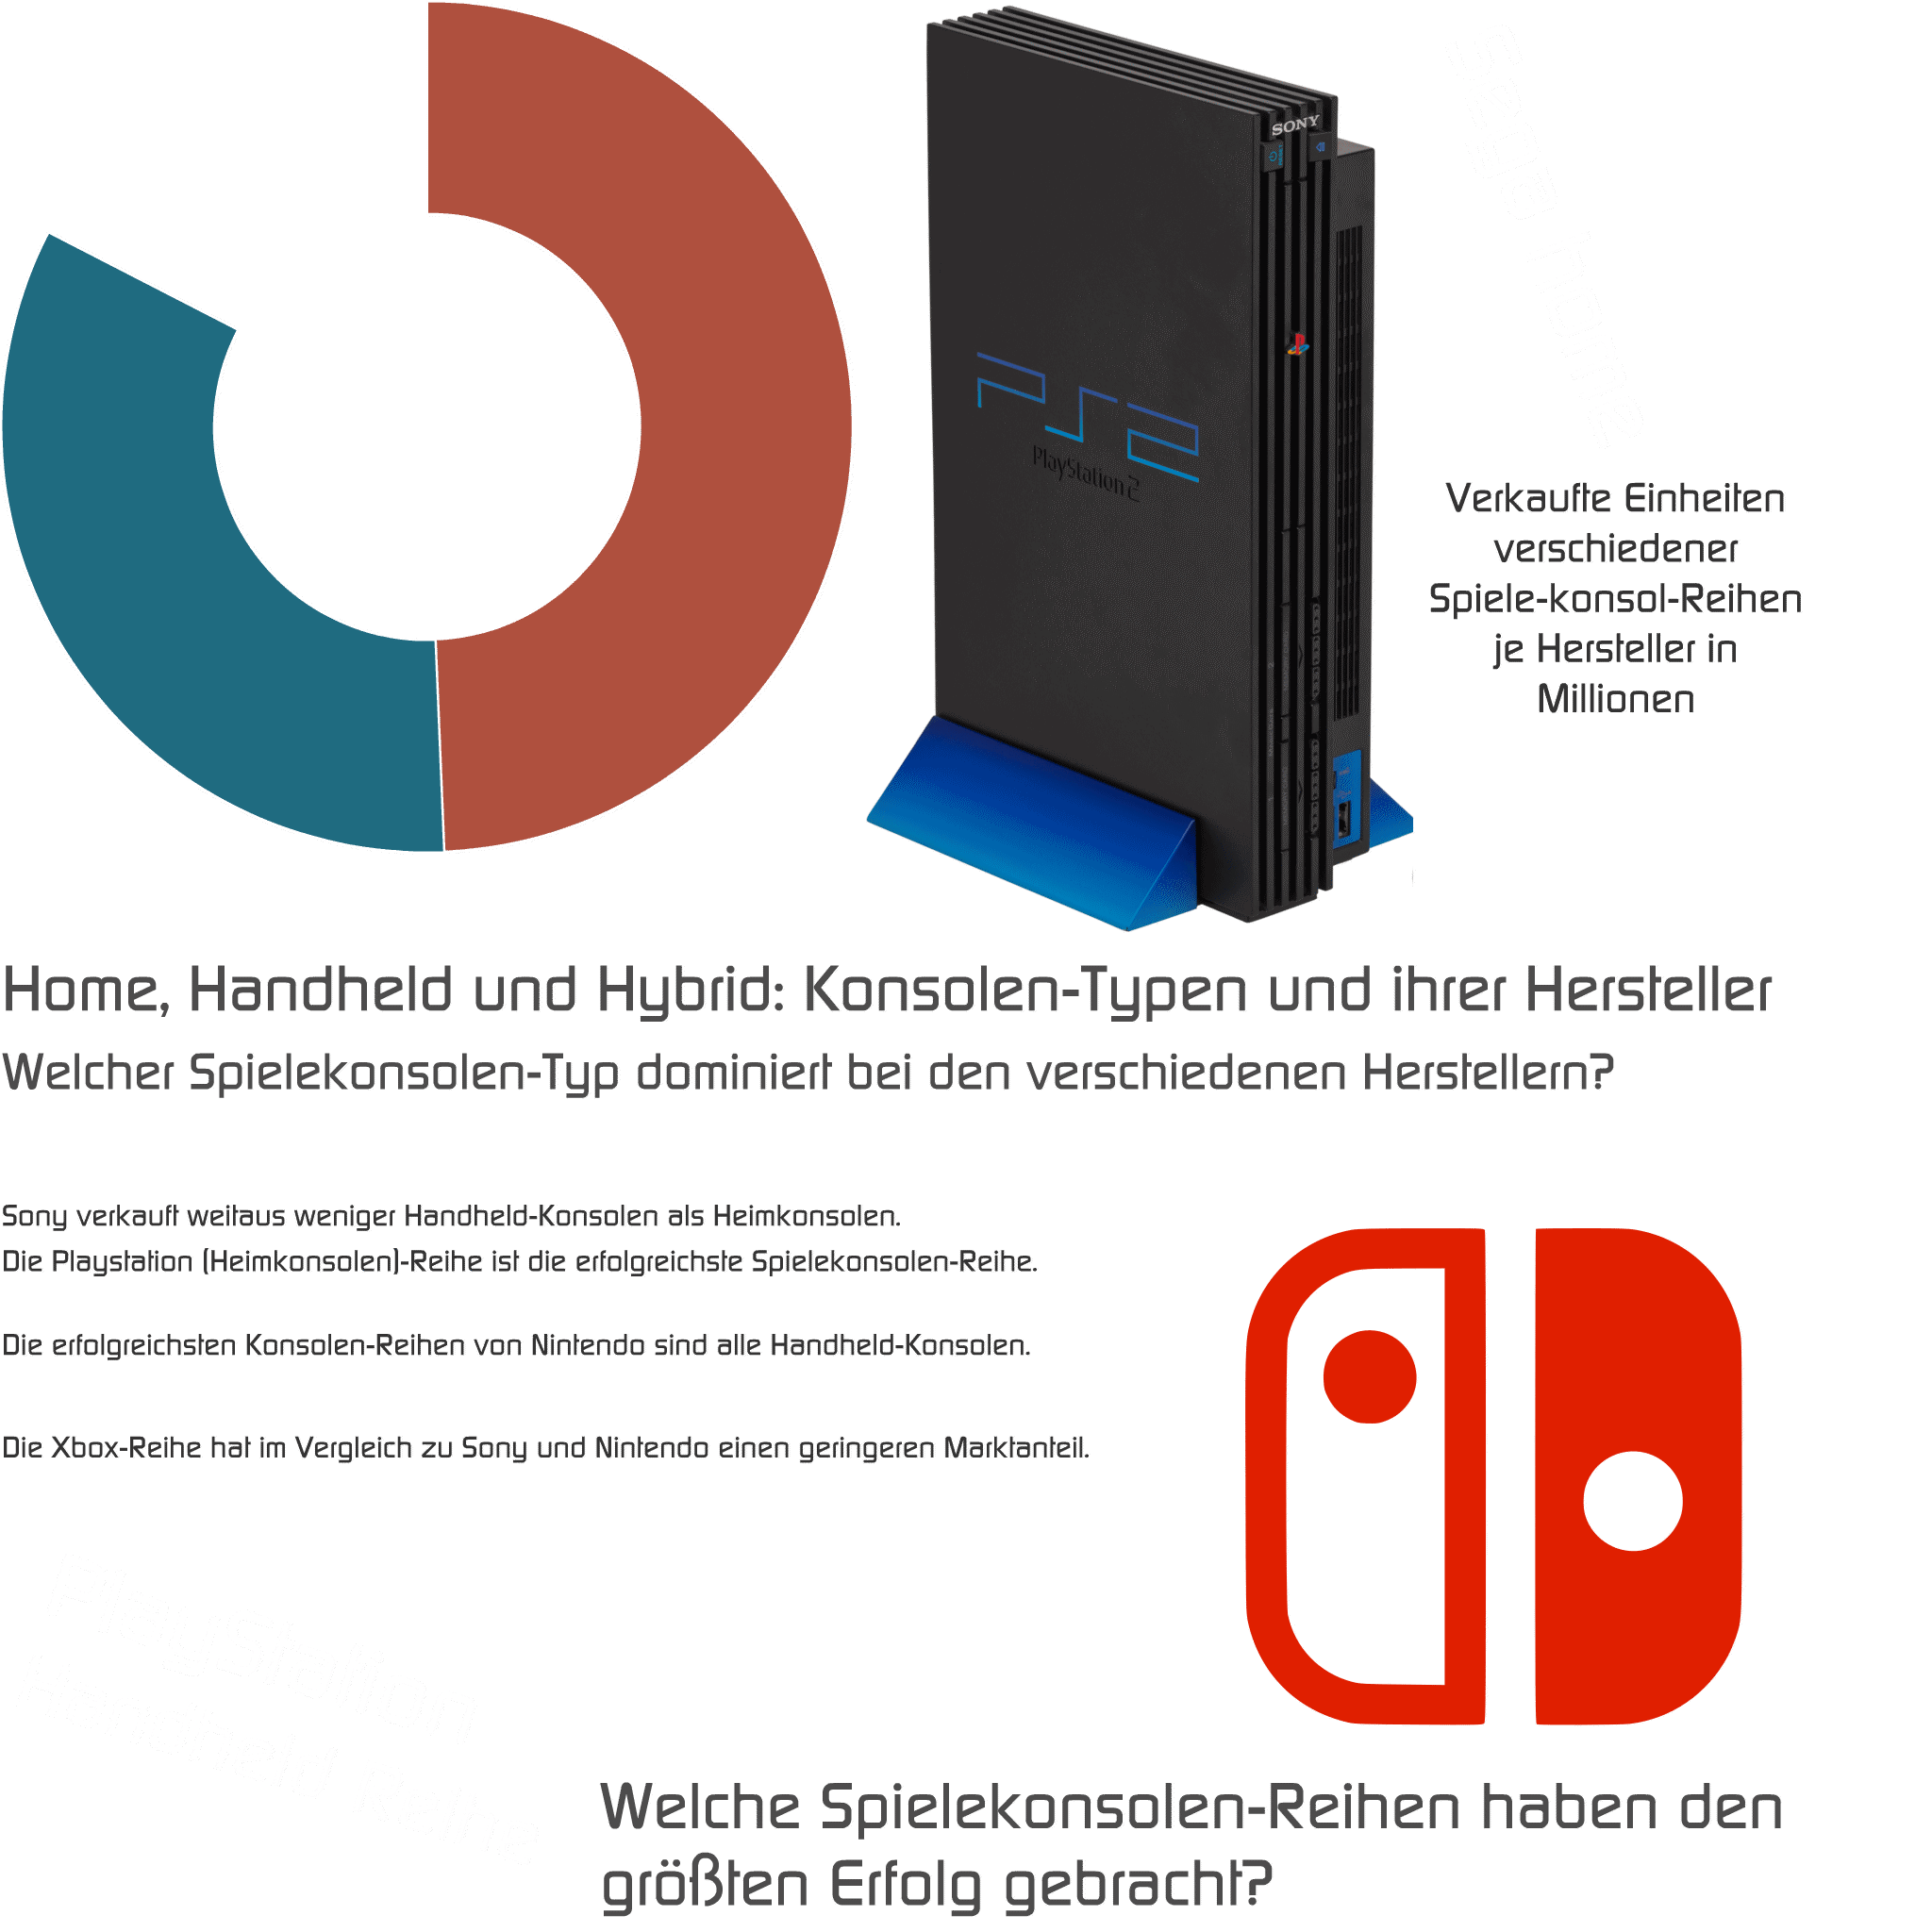 SONY
PS2
PlayStation 2
Verkaufte Einheiten
verschiedener
Spiele-konsol-Reihen
je Hersteller in
Millionen
Home, Handheld und Hybrid: Konsolen-Typen und ihrer Hersteller
Welcher Spielekonsolen-Typ dominiert bei den verschiedenen Herstellern?
Sony verkauft weitaus weniger Handheld-Konsolen als Heimkonsolen.
Die Playstation (Heimkonsolen)-Reihe ist die erfolgreichste Spielekonsolen-Reihe.
Die erfolgreichsten Konsolen-Reihen von Nintendo sind alle Handheld-Konsolen.
Die Xbox-Reihe hat im Vergleich zu Sony und Nintendo einen geringeren Marktanteil.
PlayStation
Handheld Reihe
Welche Spielekonsolen-Reihen haben den
größten Erfolg gebracht?